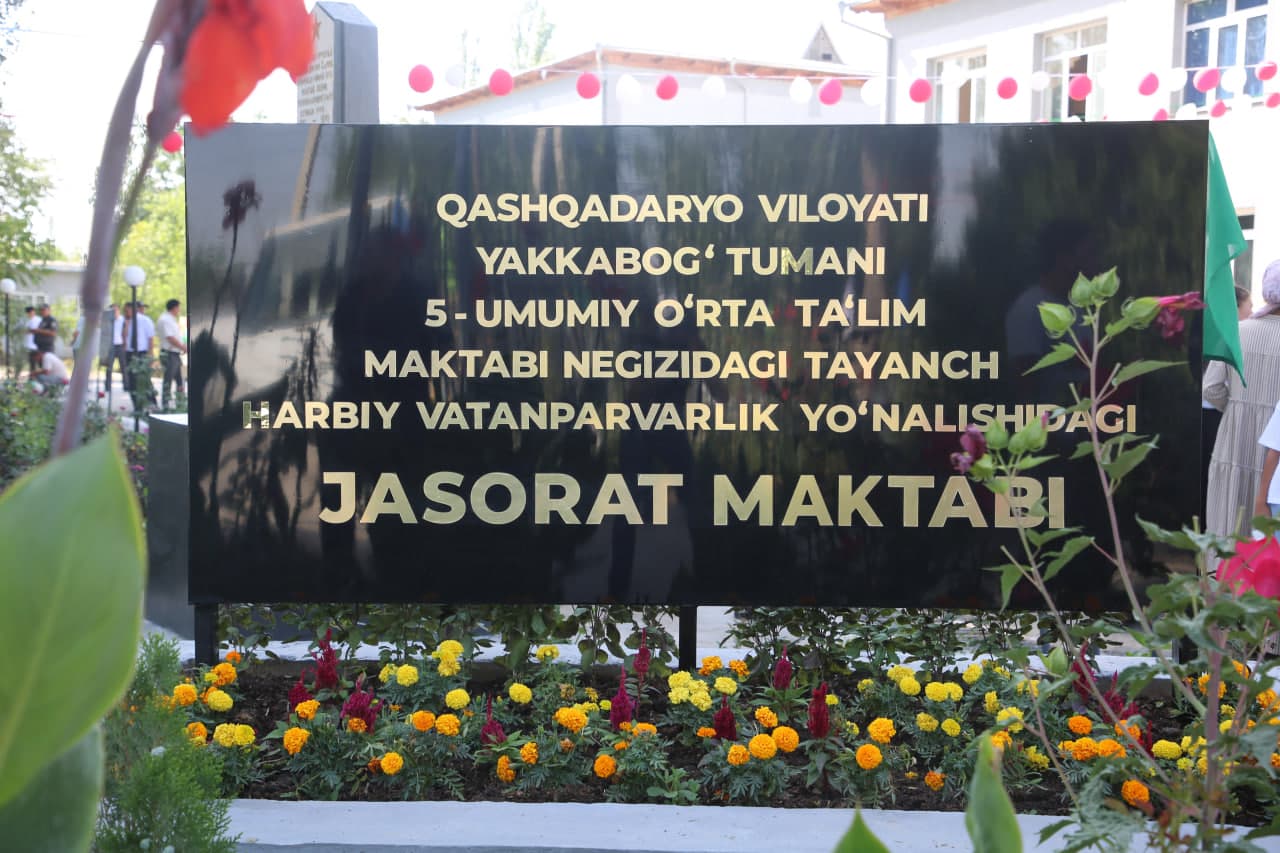 QASHQADARYO VILOYATI
YAKKABOG‘ TUMANI
5-UMUMIY O‘RTA TA‘LIM
MAKTABI NEGIZIDAGI TAYANCH
HARBIY VATANPARVARLIK YO‘NALISHIDAGI
JASORAT MAKTABI